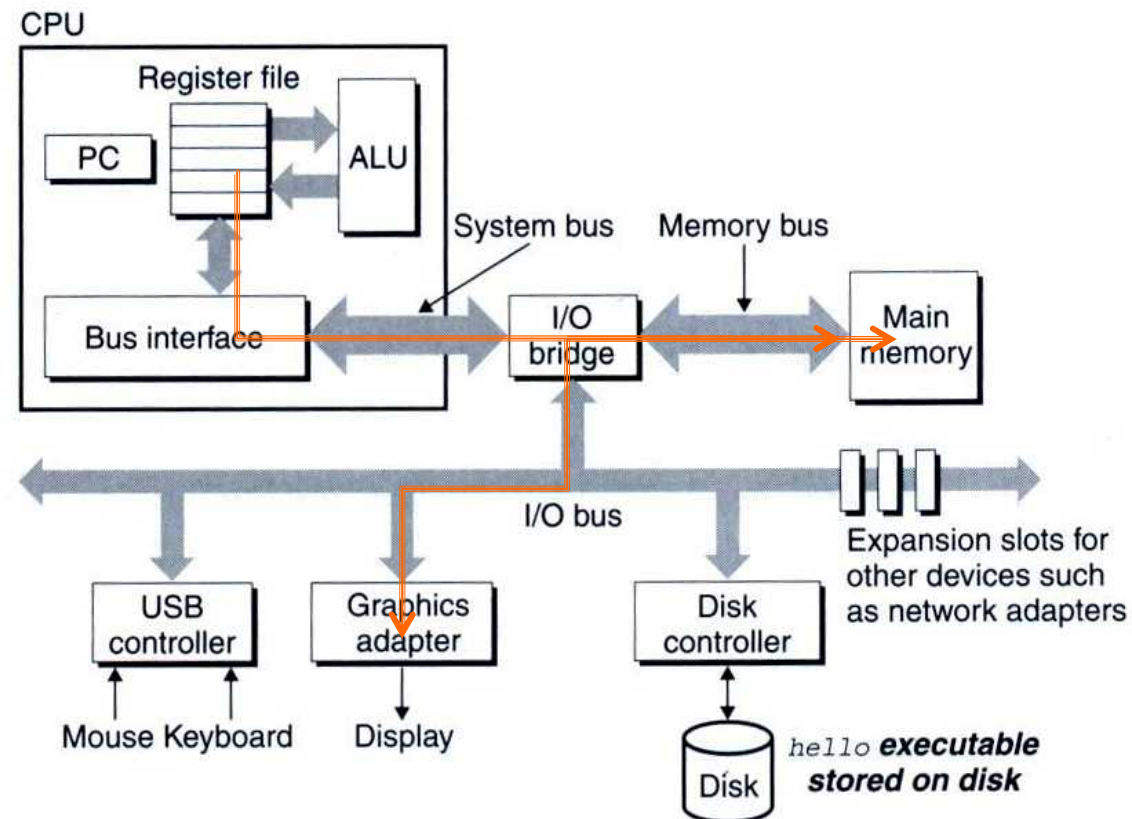 CPU
Register file
PC
ALU
System bus
Memory bus
Bus interface
I/O
bridge
Main
memory
I/O bus
Expansion slots for
other devices such
as network adapters
USB
controller
Graphics
adapter
Disk
controller
Mouse Keyboard
Display
Disk
hello executable
stored on disk